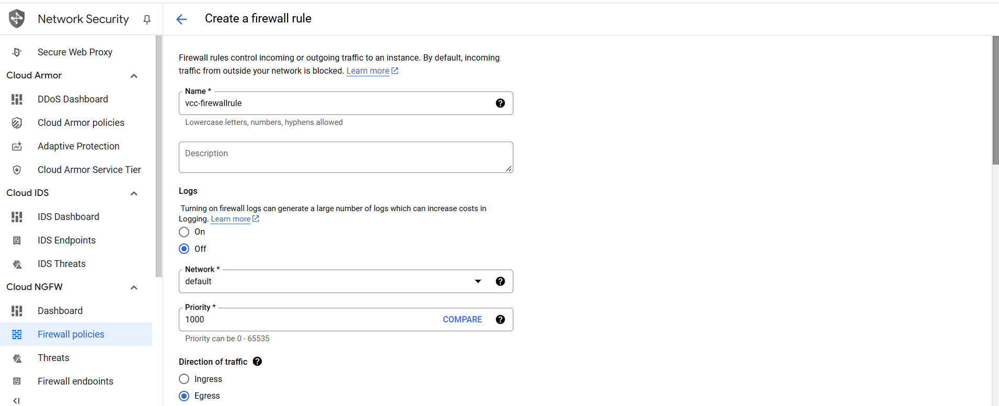 Network Security
Create a firewall rule
Secure Web Proxy
Cloud Armor
DDoS Dashboard
Cloud Armor policies
Adaptive Protection
Cloud Armor Service Tier
Cloud IDS
IDS Dashboard
IDS Endpoints
IDS Threats
Cloud NGFW
Dashboard
Firewall policies
Threats
Firewall endpoints
Firewall rules control incoming or outgoing traffic to an instance. By default, incoming
traffic from outside your network is blocked. Learn more
Name *
vcc-firewallrule
Lowercase letters, numbers, hyphens allowed
Description
Logs
Turning on firewall logs can generate a large number of logs which can increase costs in
Logging. Learn more
On
Off
Network *
default
Priority *
1000 COMPARE
Priority can be 0 - 65535
Direction of traffic
Ingress
Egress